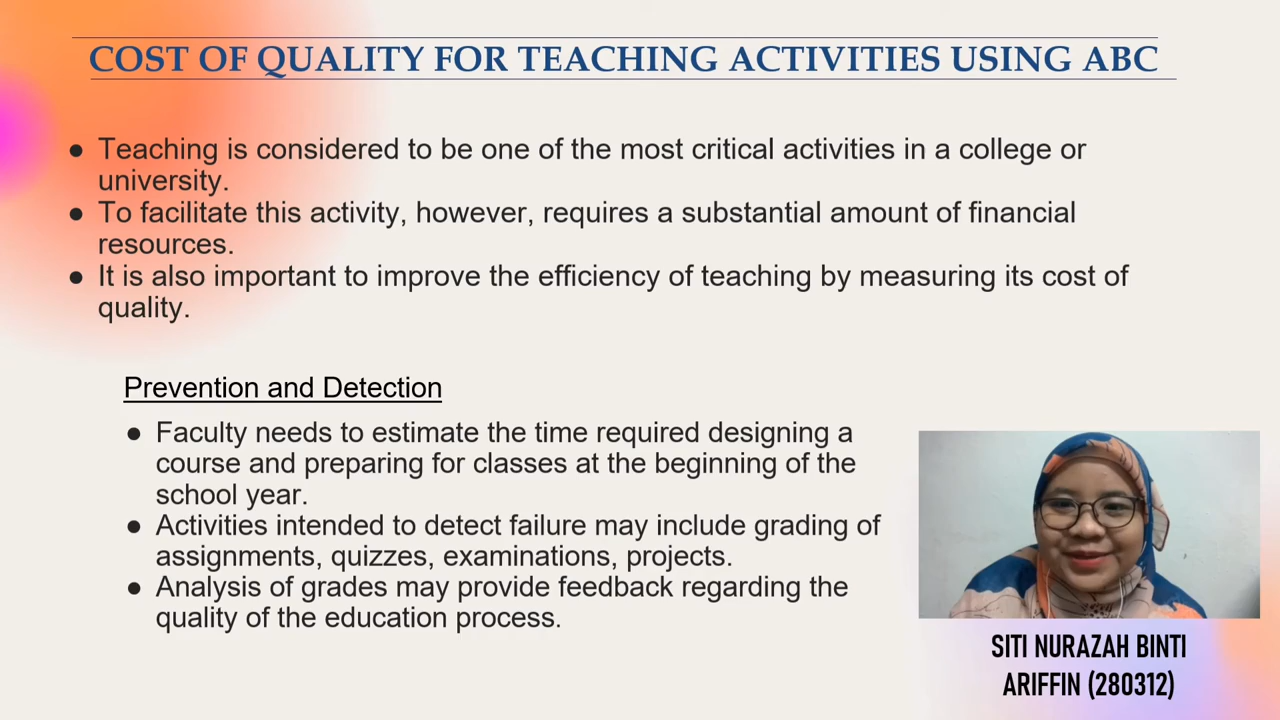 COST OF QUALITY FOR TEACHING ACTIVITIES USING ABC
● Teaching is considered to be one of the most critical activities in a college or
university.
● To facilitate this activity, however, requires a substantial amount of financial
resources.
● It is also important to improve the efficiency of teaching by measuring its cost of
quality.
Prevention and Detection
● Faculty needs to estimate the time required designing a
course and preparing for classes at the beginning of the
school year.
● Activities intended to detect failure may include grading of
assignments, quizzes, examinations, projects.
● Analysis of grades may provide feedback regarding the
quality of the education process.
SITI NURAZAH BINTI
ARIFFIN (280312)